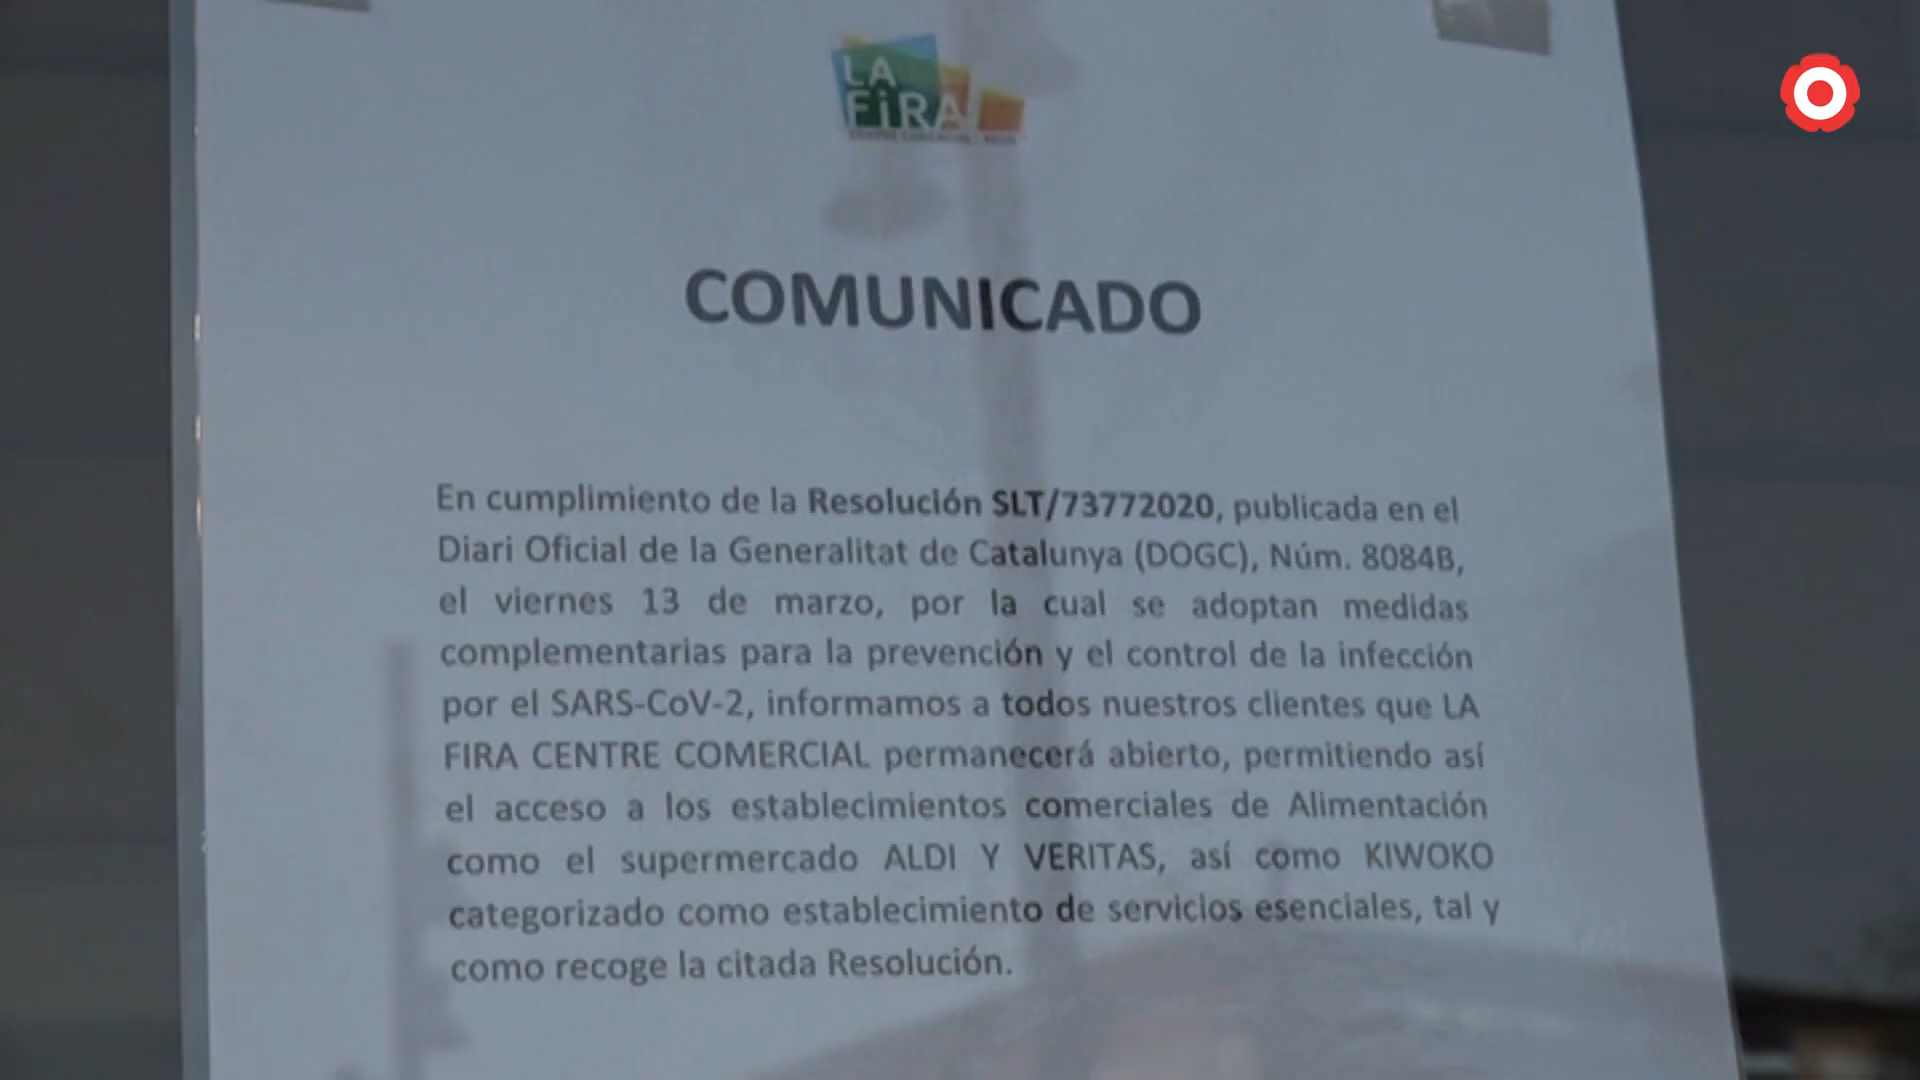 LA
FiRA
COMUNICADO
En cumplimiento de la Resolución SLT/73772020, publicada en el
Diari Oficial de la Generalitat de Catalunya (DOGC), Núm. 8084B,
el viernes 13 de marzo, por la cual se adoptan medidas
complementarias para la prevención y el control de la infección
por el SARS-CoV-2, informamos a todos nuestros clientes que LA
FIRA CENTRE COMERCIAL permanecerá abierto, permitiendo así
el acceso a los establecimientos comerciales de Alimentación
como el supermercado ALDI Y VERITAS, así como KIWOKO
categorizado como establecimiento de servicios esenciales, tal y
como recoge la citada Resolución.